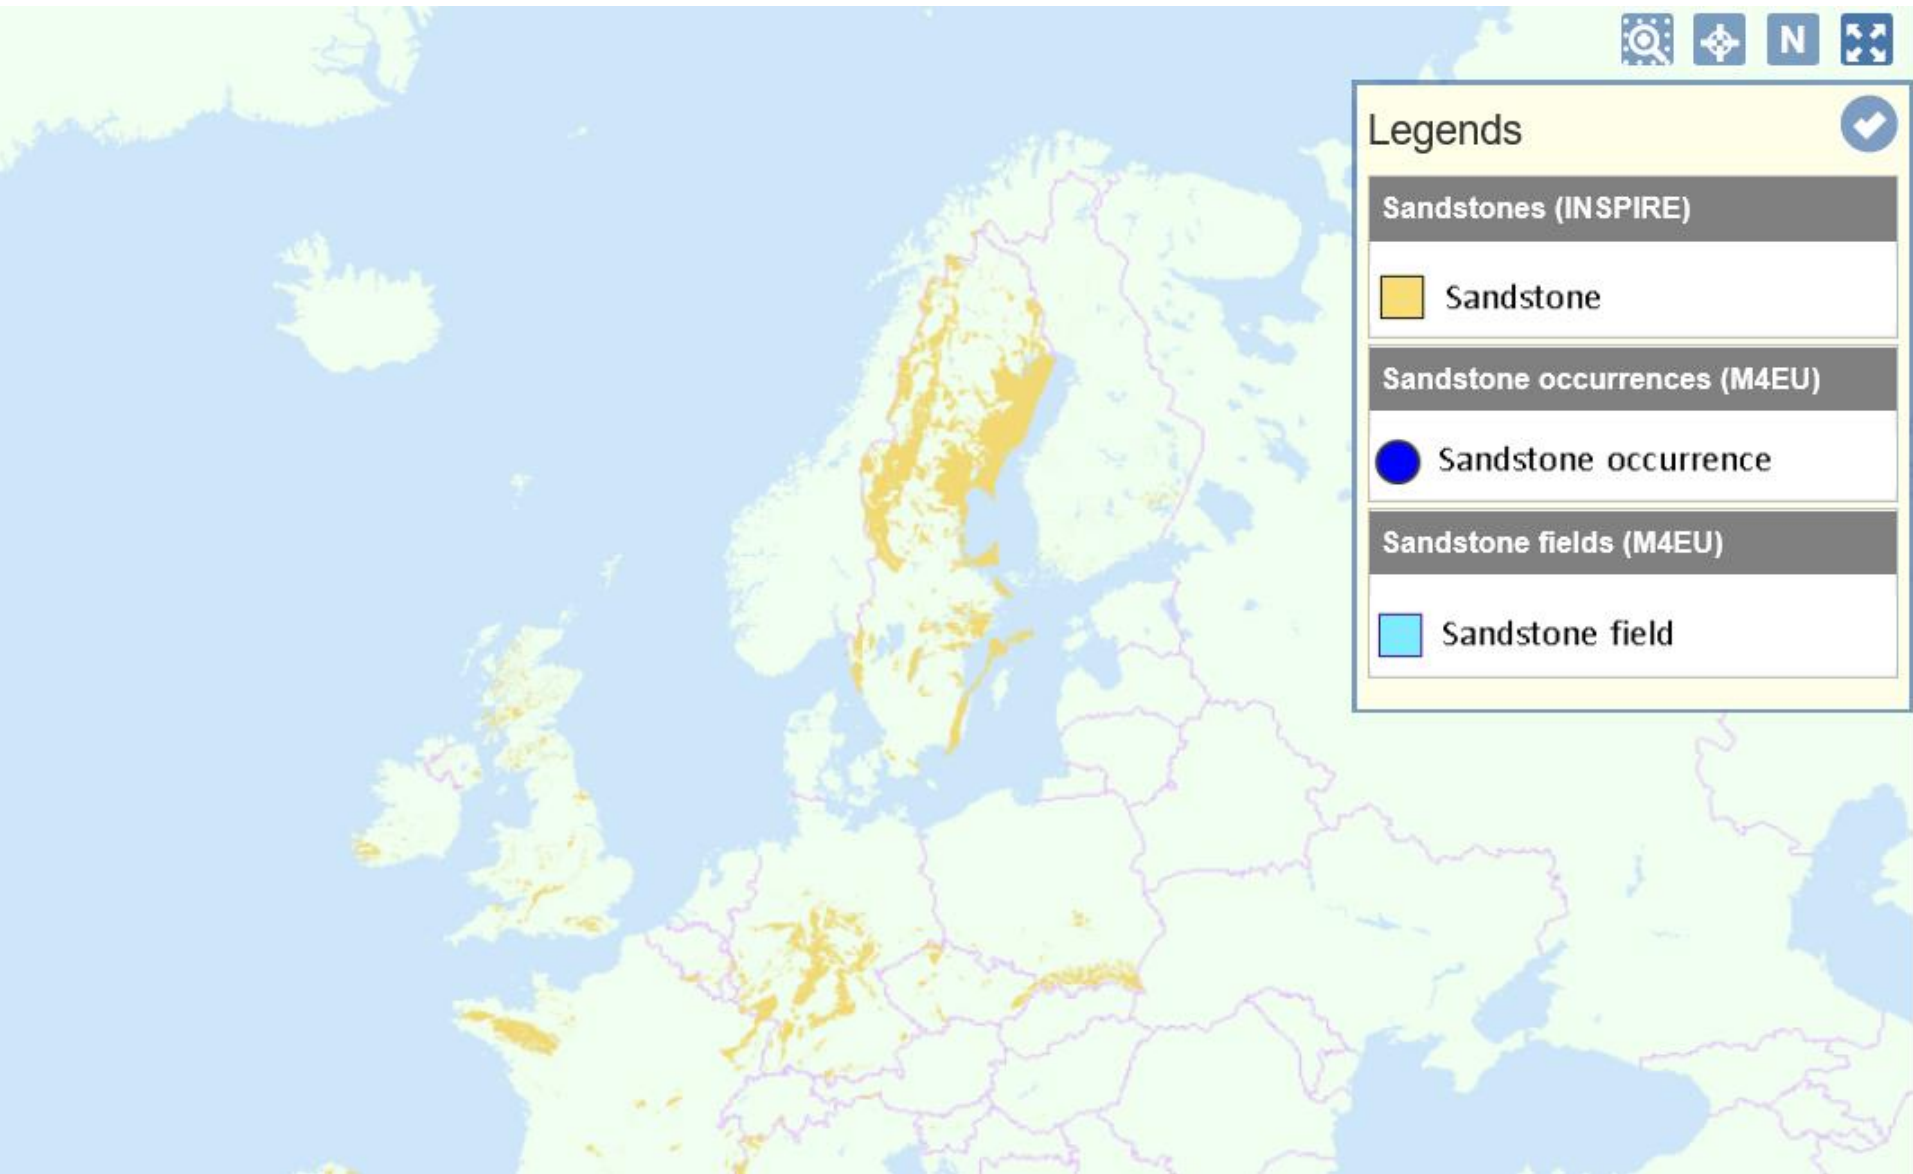 N
Legends
Sandstones (INSPIRE)
Sandstone
Sandstone occurrences (M4EU)
Sandstone occurrence
Sandstone fields (M4EU)
Sandstone field